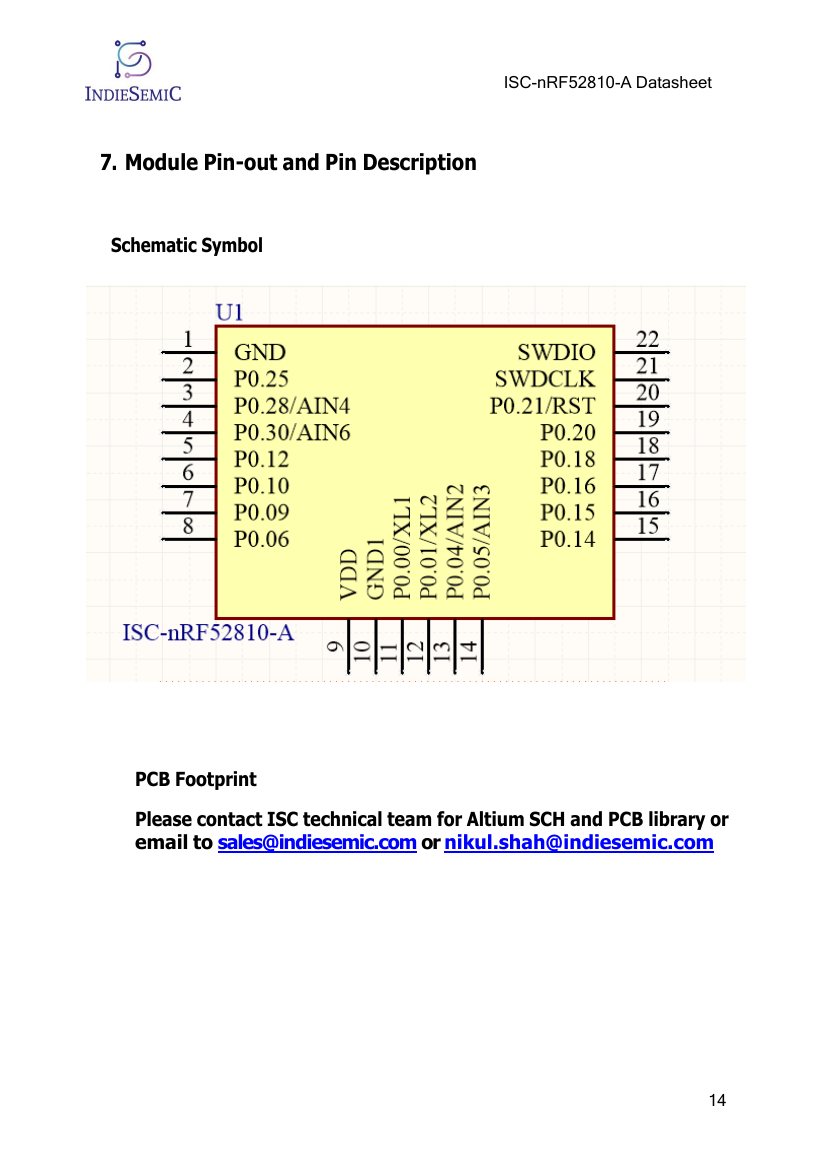 INDIESEMIC
ISC-nRF52810-A Datasheet
7. Module Pin-out and Pin Description
Schematic Symbol
U1
1 GND
2 P0.25
3 P0.28/AIN4
4 P0.30/AIN6
5 P0.12
6 P0.10
7 P0.09
8 P0.06
SWDIO 22
SWDCLK 21
P0.21/RST 20
P0.20 19
P0.18 18
P0.16 17
P0.15 16
P0.14 15
VDD 9
GND1 10
P0.00/XL1 11
P0.01/XL2 12
P0.04/AIN2 13
P0.05/AIN3 14
ISC-nRF52810-A
PCB Footprint
Please contact ISC technical team for Altium SCH and PCB library or
email to sales@indiesemic.com or nikul.shah@indiesemic.com
14